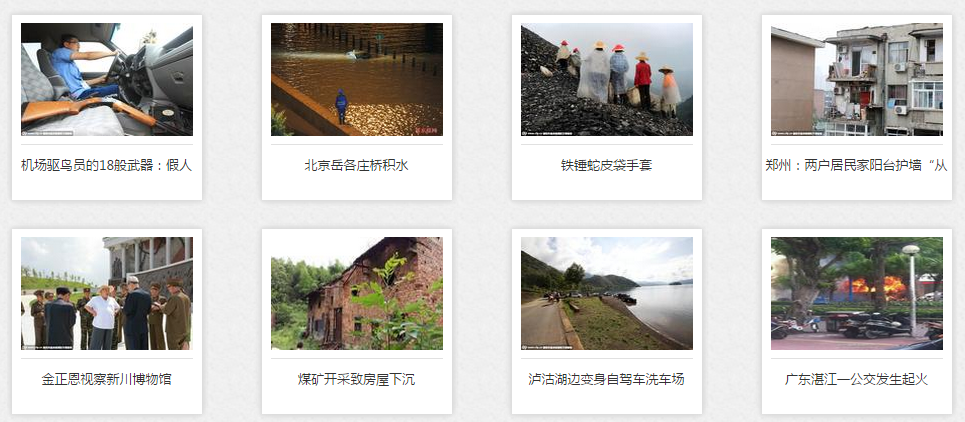 机场驱鸟员的18般武器：假人
北京岳各庄桥积水
铁锤蛇皮袋手套
郑州：两户居民家阳台护墙“从
金正恩视察新川博物馆
煤矿开采致房屋下沉
泸沽湖边变身自驾车洗车场
广东湛江一公交发生起火